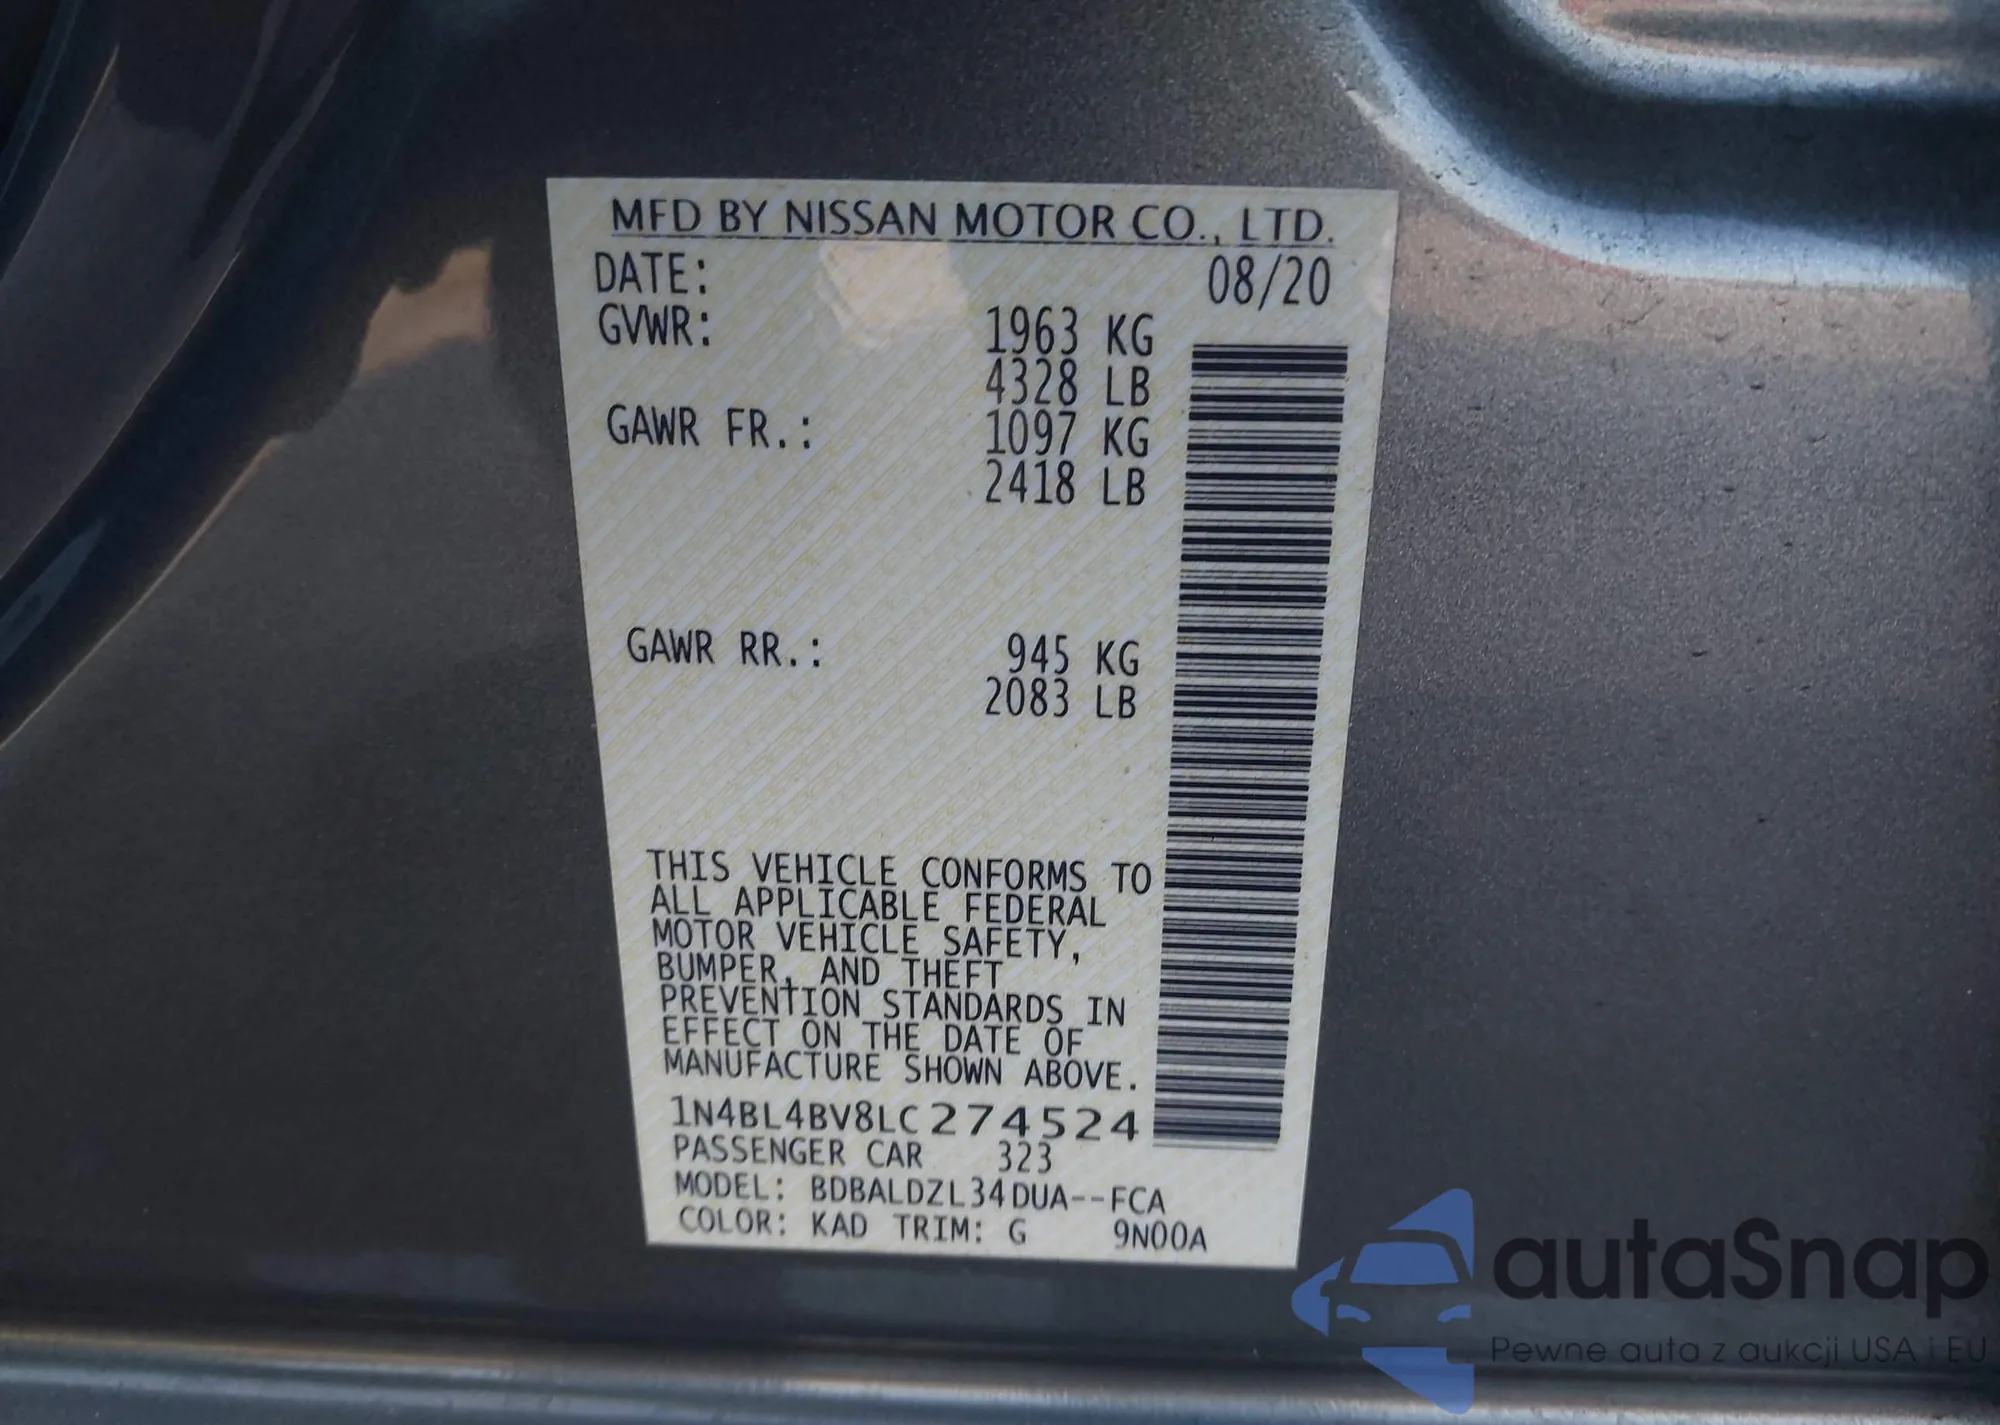 MFD BY NISSAN MOTOR CO., LTD.
DATE: 08/20
GVWR: 1963 KG
4328 LB
GAWR FR.: 1097 KG
2418 LB
GAWR RR.: 945 KG
2083 LB
THIS VEHICLE CONFORMS TO
ALL APPLICABLE FEDERAL
MOTOR VEHICLE SAFETY,
BUMPER, AND THEFT
PREVENTION STANDARDS IN
EFFECT ON THE DATE OF
MANUFACTURE SHOWN ABOVE.
1N4BL4BV8LC274524
PASSENGER CAR 323
MODEL: BDBALDZL34DUA--FCA
COLOR: KAD TRIM: G 9N00A
autaSnap
Pewne auta z aukcji USA i EU